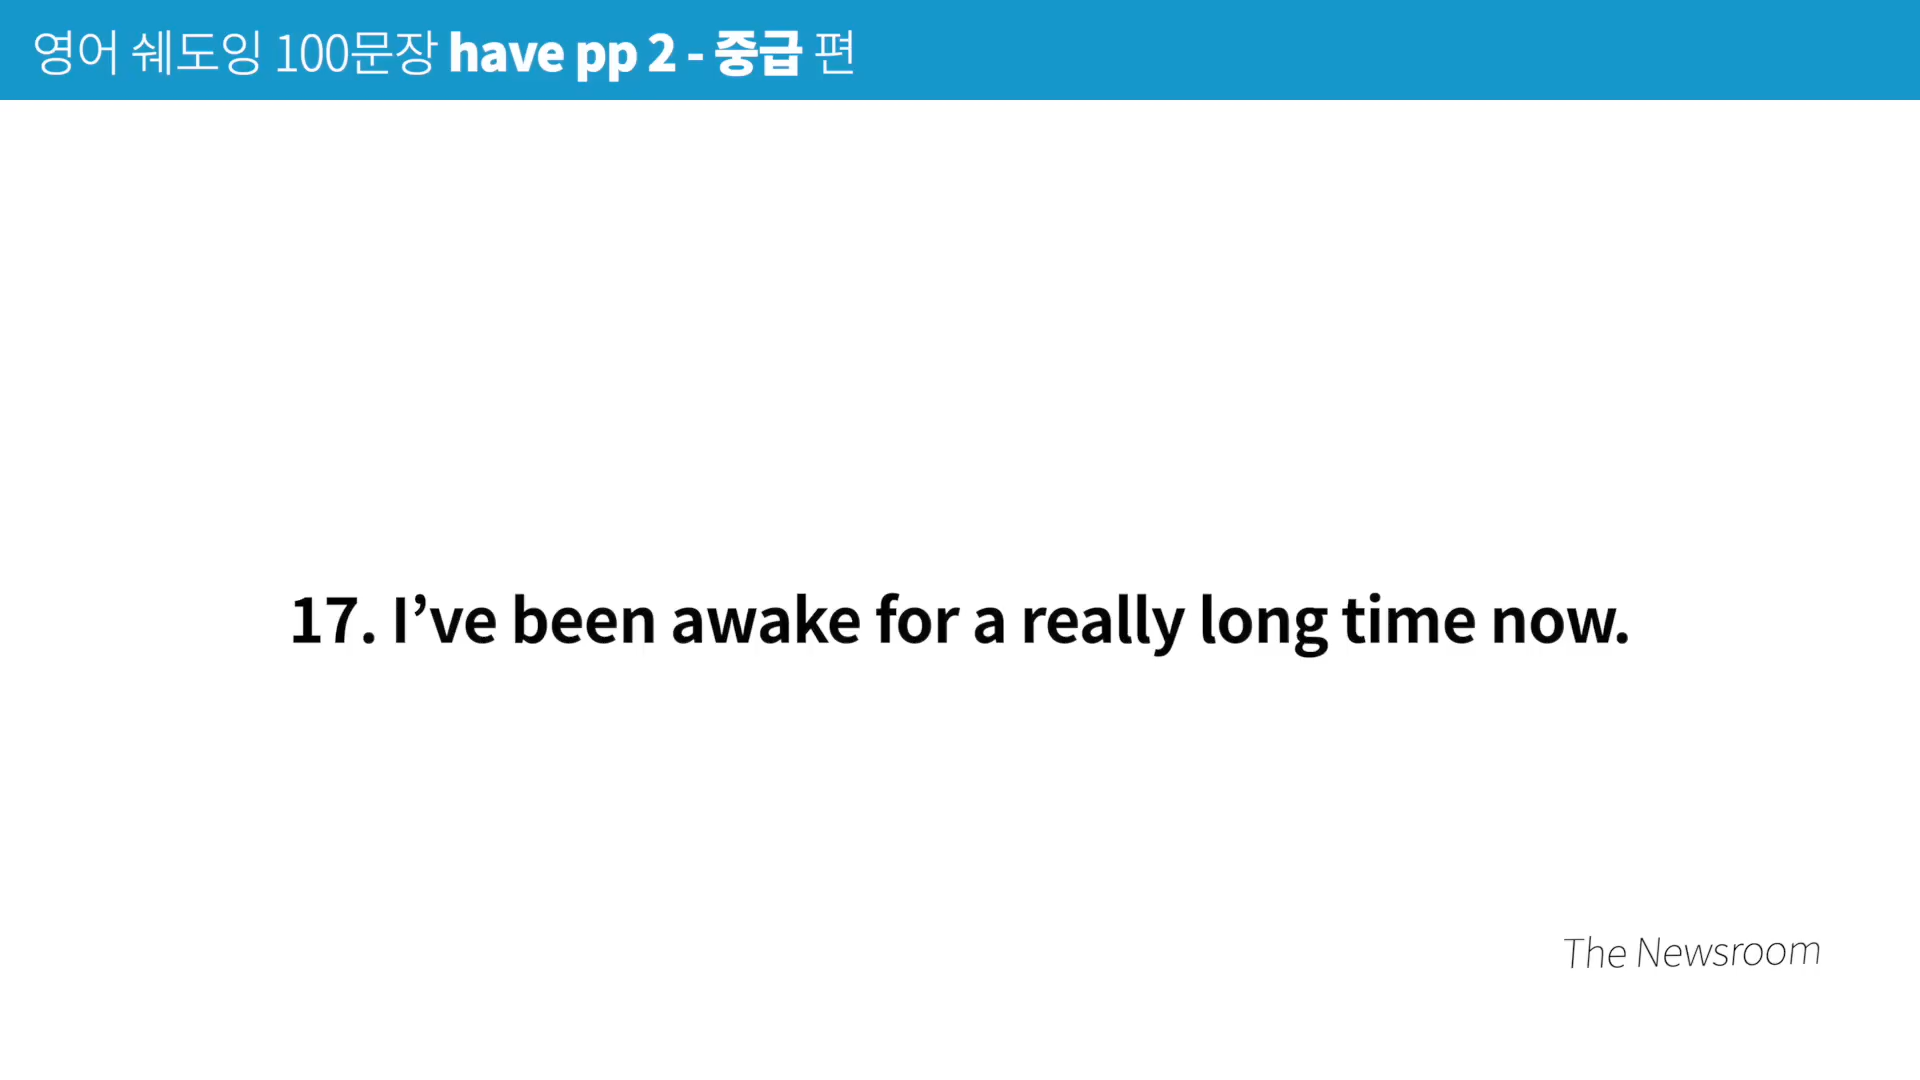 영어 쉐도잉 100문장 have pp 2 - 중급 편
17. I’ve been awake for a really long time now.
The Newsroom